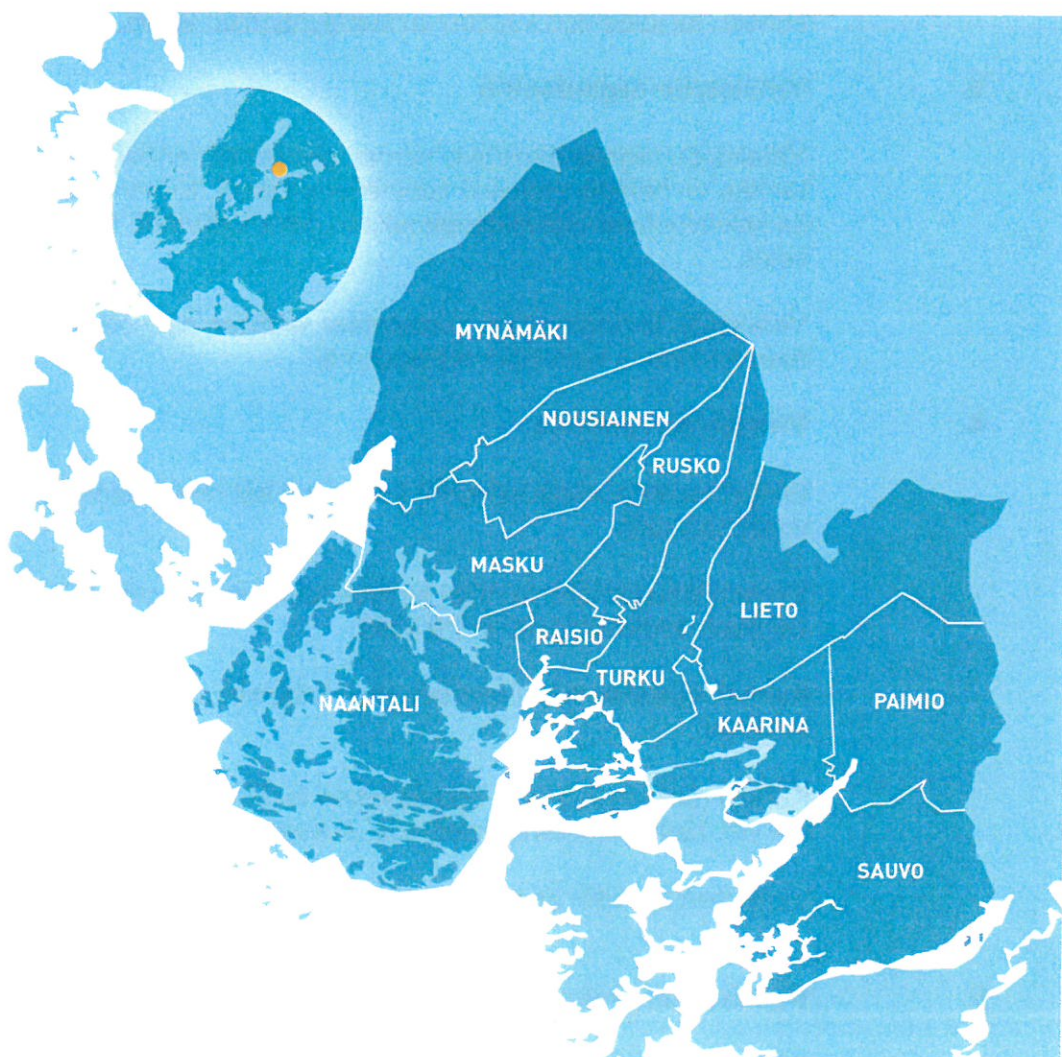 MYNÄMÄKI
NOUSIAINEN
RUSKO
MASKU
LIETO
RAISIO
TURKU
NAANTALI
PAIMIO
KAARINA
SAUVO